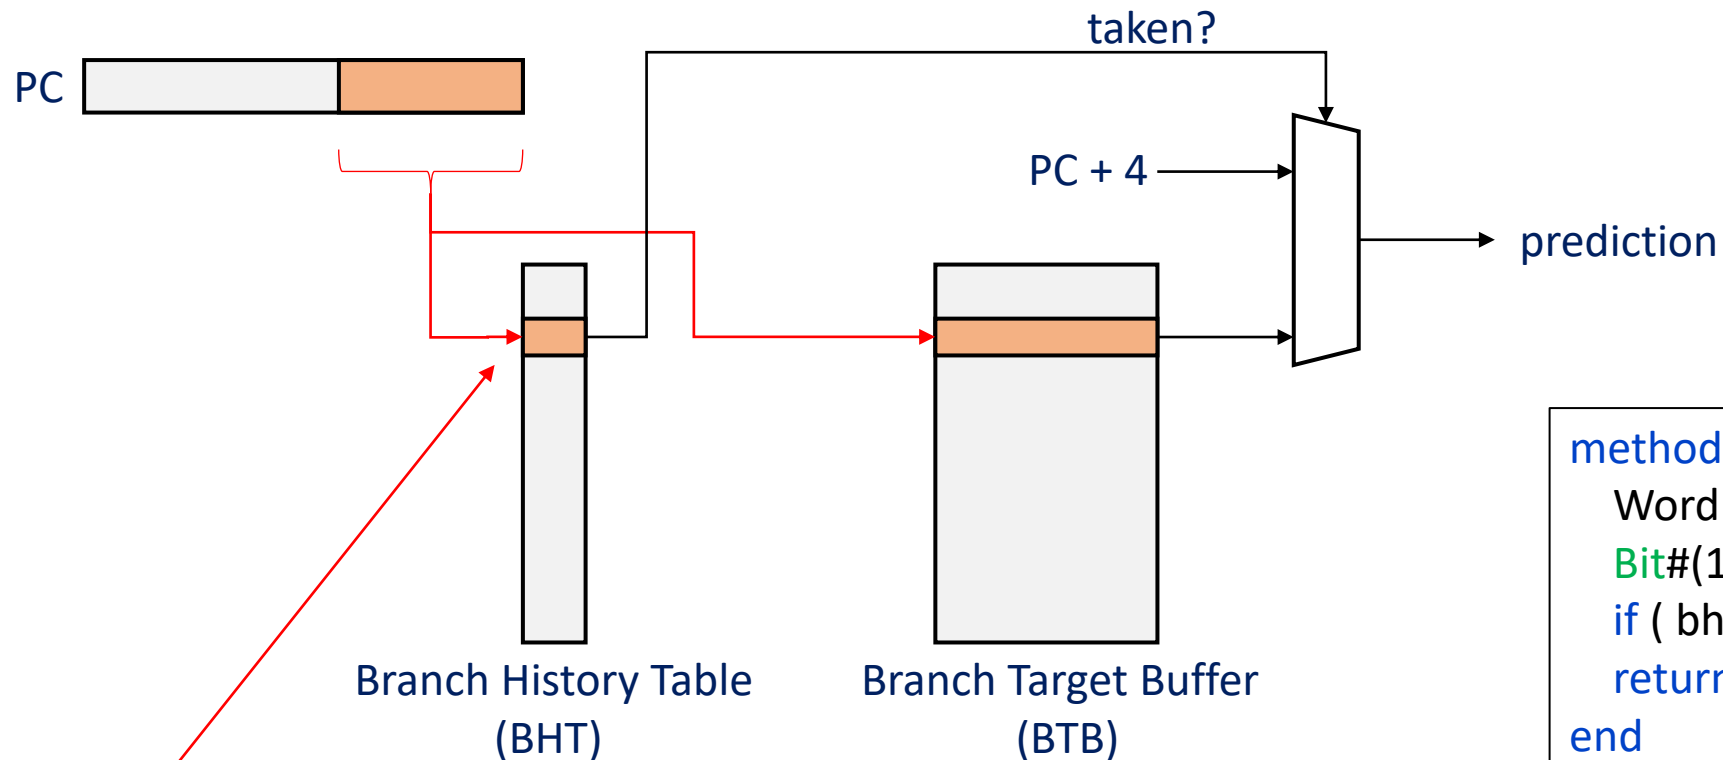 taken?
PC
PC + 4
prediction
Branch History Table
(BHT)
Branch Target Buffer
(BTB)
method
Word
Bit#(1
if ( bh
return
end